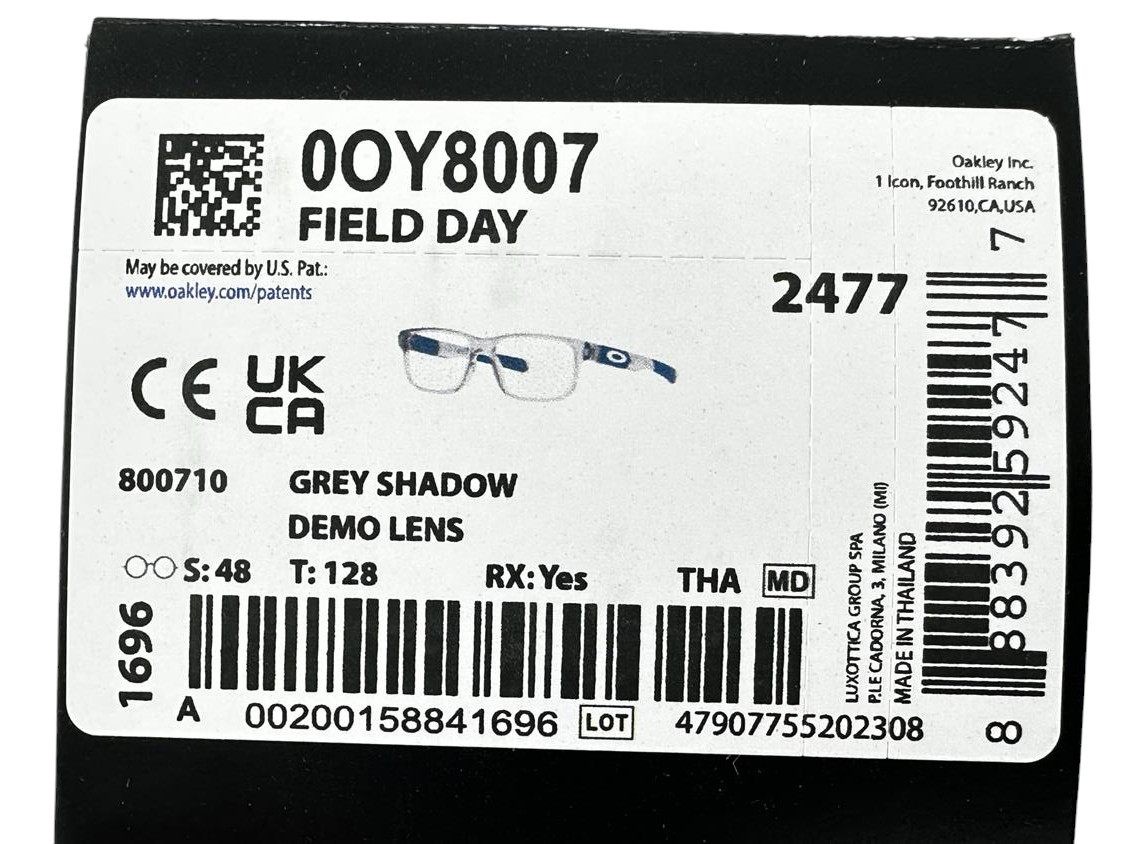 0OY8007
FIELD DAY
Oakley Inc.
1 Icon, Foothill Ranch
92610,CA,USA
May be covered by U.S. Pat.:
www.oakley.com/patents
2477
CE
UK
CA
800710 GREY SHADOW
DEMO LENS
S: 48 T: 128 RX: Yes THA MD
1696
A 00200158841696 LOT 47907755202308
LUXOTTICA GROUP SPA
P.LE CADORNA, 3, MILANO (MI)
MADE IN THAILAND
8 883925 92477 7